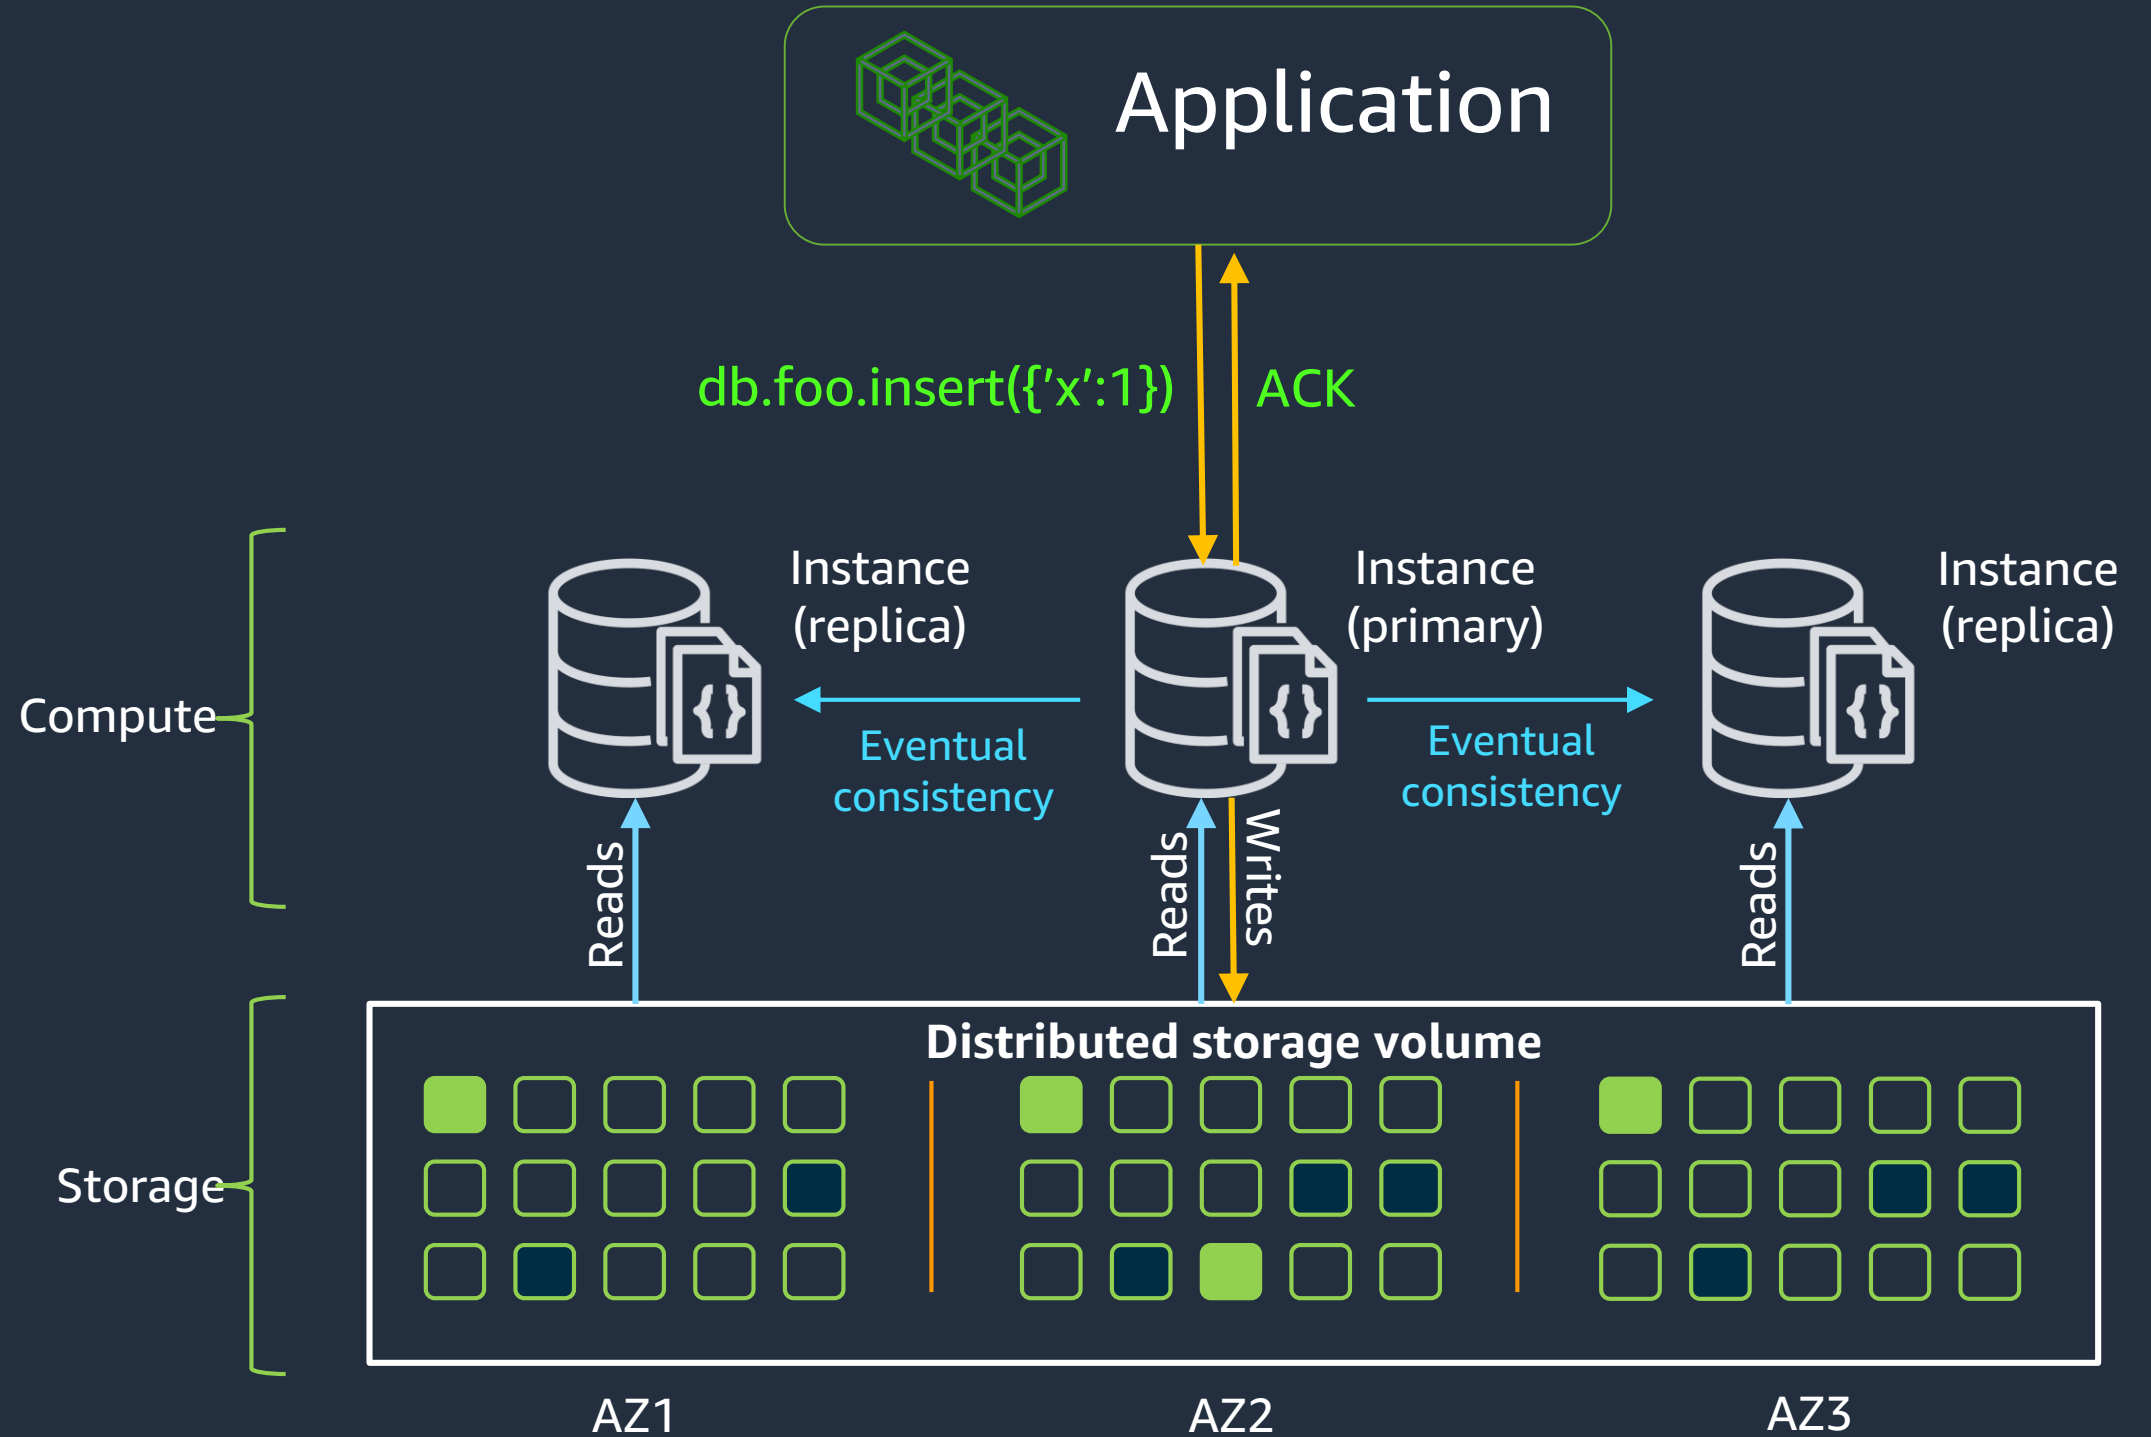 Application
db.foo.insert({’x’:1})
ACK
Compute
Instance
(replica)
Instance
(primary)
Instance
(replica)
Eventual
consistency
Eventual
consistency
Reads
Reads
Writes
Reads
Storage
Distributed storage volume
{}
{}
{}
AZ1
AZ2
AZ3